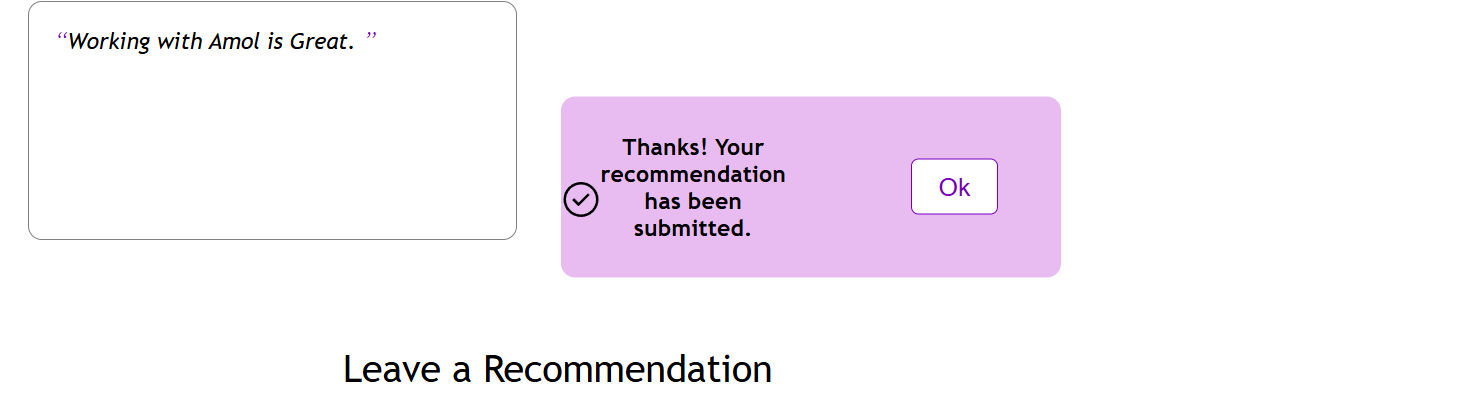 “Working with Amol is Great. ”
Thanks! Your
recommendation
has been
submitted.
Ok
Leave a Recommendation